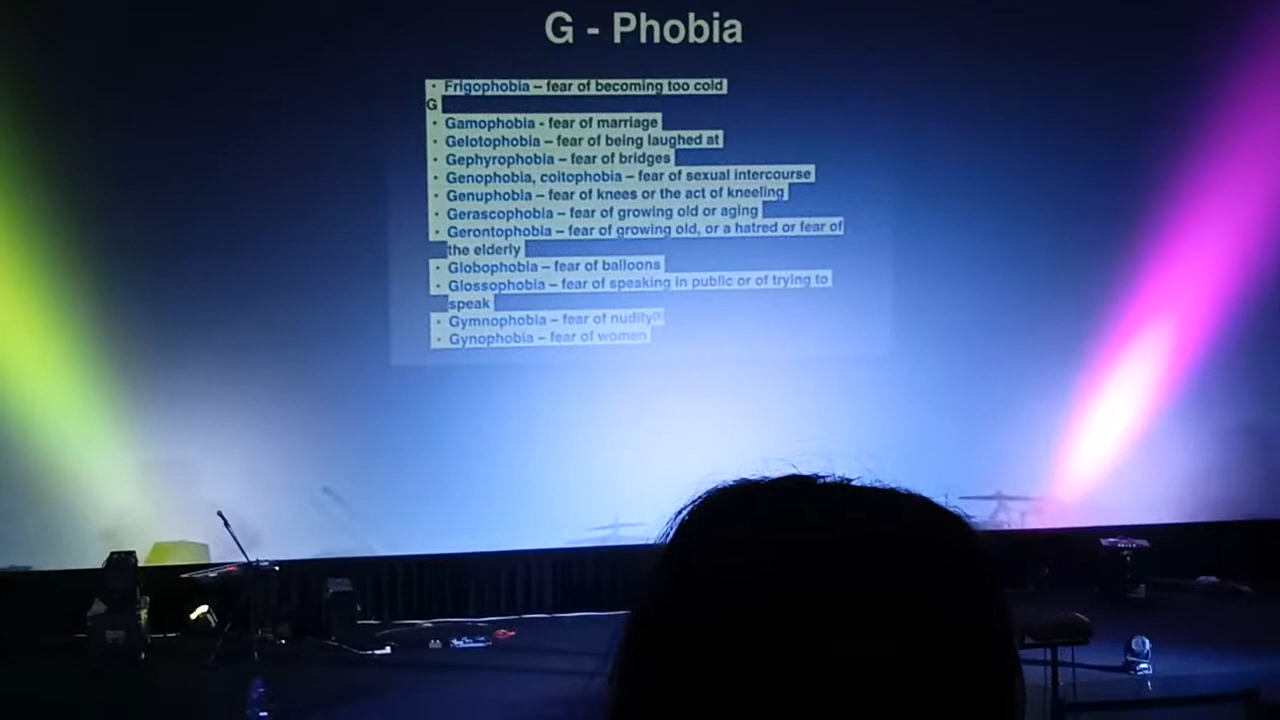 G - Phobia
• Frigophobia – fear of becoming too cold
G
• Gamophobia - fear of marriage
• Gelotophobia – fear of being laughed at
• Gephyrophobia – fear of bridges
• Genophobia, coitophobia – fear of sexual intercourse
• Genuphobia – fear of knees or the act of kneeling
• Gerascophobia – fear of growing old or aging
• Gerontophobia – fear of growing old, or a hatred or fear of
the elderly
• Globophobia – fear of balloons
• Glossophobia – fear of speaking in public or of trying to
speak
• Gymnophobia – fear of nudity
• Gynophobia – fear of women